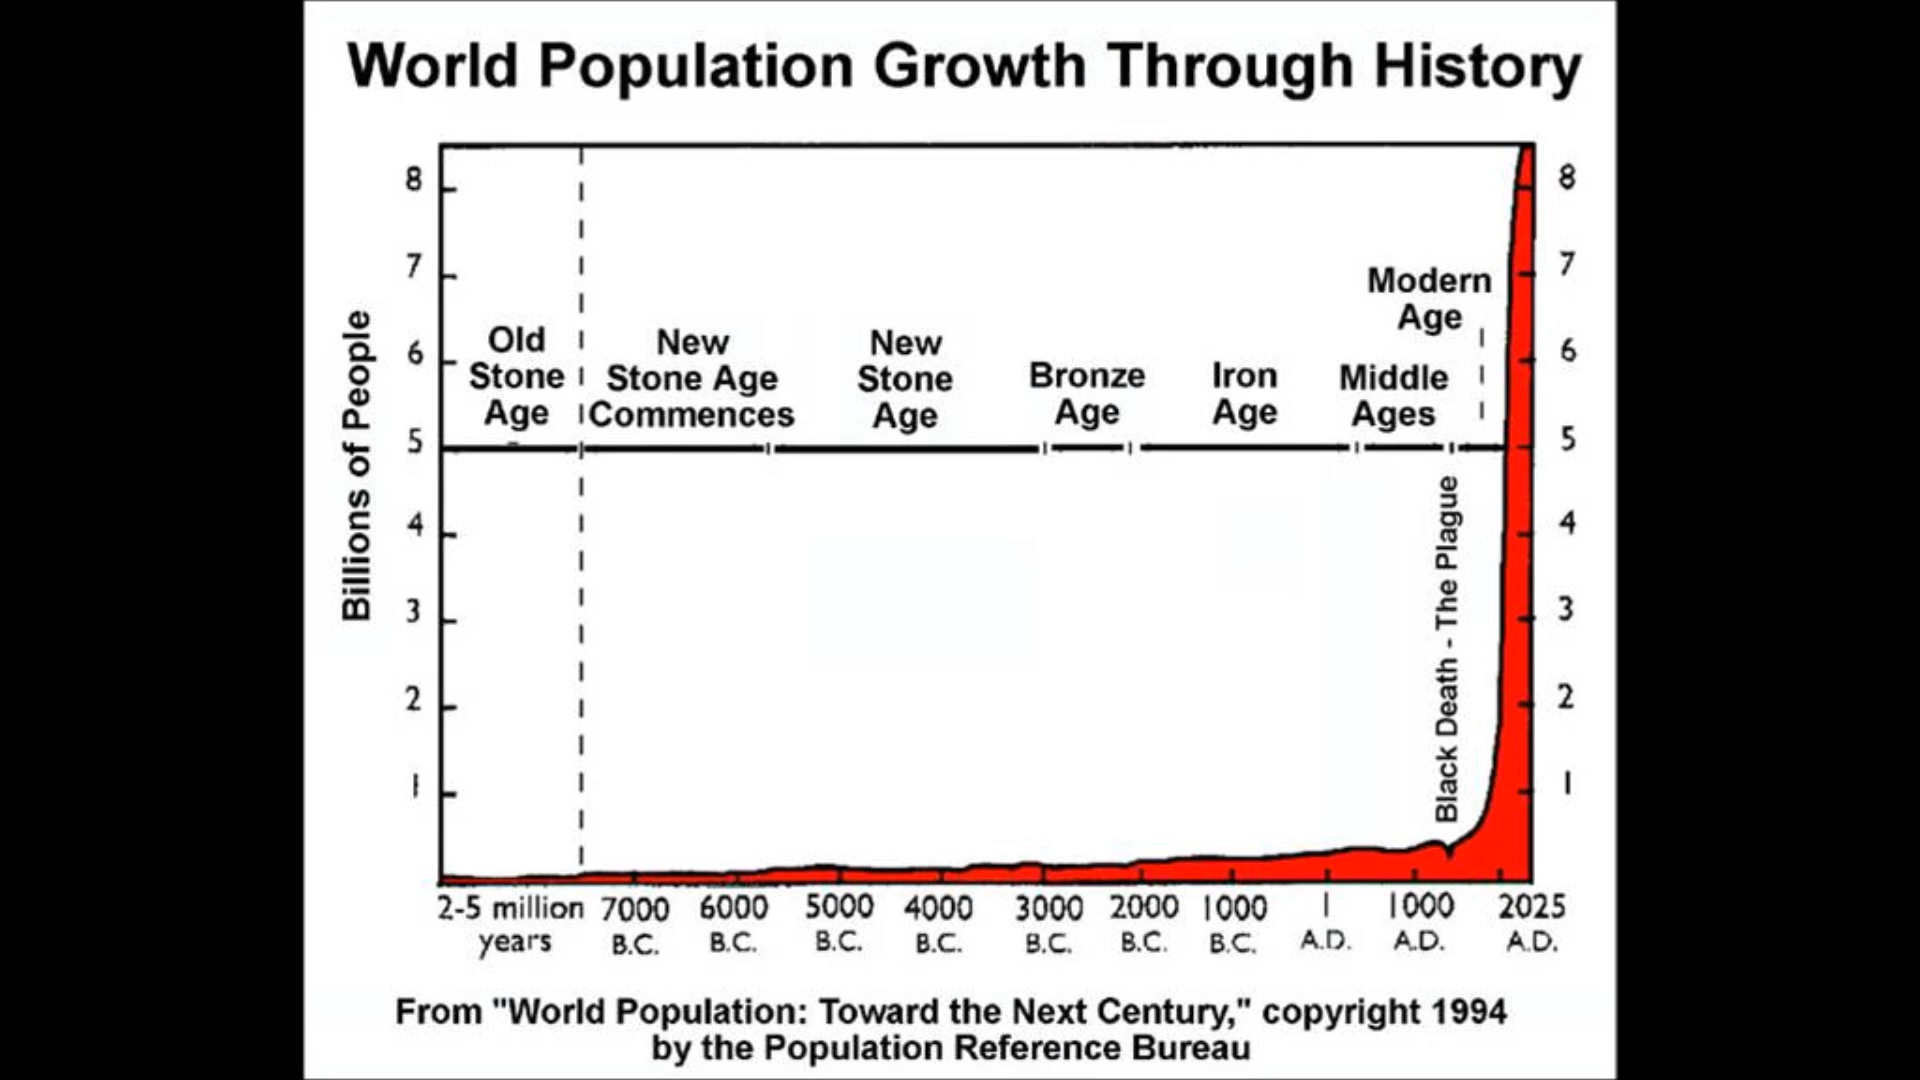 World Population Growth Through History
8
7
6
5
4
3
2
1
Billions of People
8
7
6
5
4
3
2
1
Old
Stone
Age
New
Stone Age
Commences
New
Stone
Age
Bronze
Age
Iron
Age
Middle
Ages
Modern
Age
Black Death - The Plague
2-5 million
years
7000
B.C.
6000
B.C.
5000
B.C.
4000
B.C.
3000
B.C.
2000
B.C.
1000
B.C.
1
A.D.
1000
A.D.
2025
A.D.
From "World Population: Toward the Next Century," copyright 1994
by the Population Reference Bureau